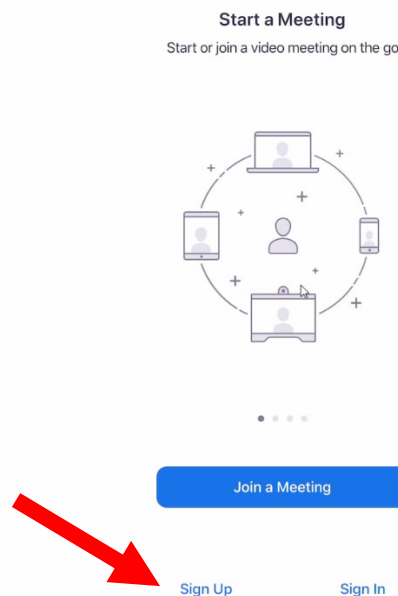 Start a Meeting
Start or join a video meeting on the go
Join a Meeting
Sign Up Sign In